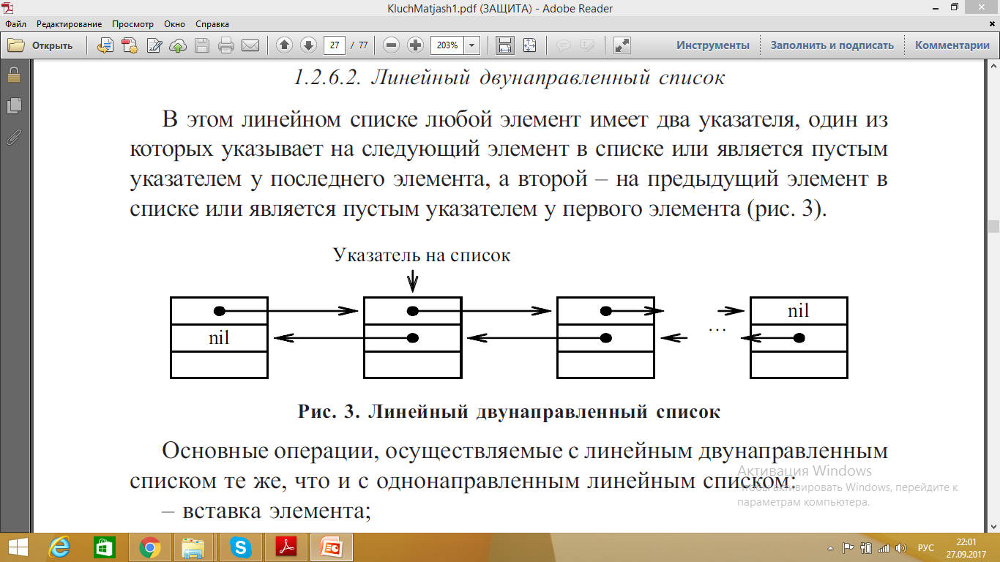 KluchMatjash1.pdf (ЗАЩИТА) - Adobe Reader
Файл Редактирование Просмотр Окно Справка
Открыть 27 / 77 203% Инструменты Заполнить и подписать Комментарии
1.2.6.2. Линейный двунаправленный список
В этом линейном списке любой элемент имеет два указателя, один из
которых указывает на следующий элемент в списке или является пустым
указателем у последнего элемента, а второй – на предыдущий элемент в
списке или является пустым указателем у первого элемента (рис. 3).
Указатель на список
nil
nil
...
Рис. 3. Линейный двунаправленный список
Основные операции, осуществляемые с линейным двунаправленным
списком те же, что и с однонаправленным линейным списком:
– вставка элемента;
Активация Windows
Чтобы активировать Windows, перейдите к
параметрам компьютера.
РУС
22:01
27.09.2017